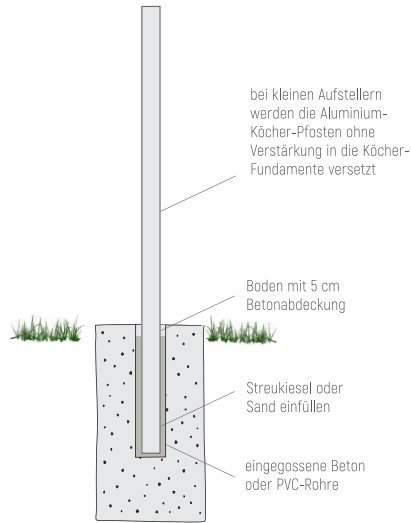 bei kleinen Aufstellern
werden die Aluminium-
Köcher-Pfosten ohne
Verstärkung in die Köcher-
Fundamente versetzt
Boden mit 5 cm
Betonabdeckung
Streukiesel oder
Sand einfüllen
eingegossene Beton
oder PVC-Rohre